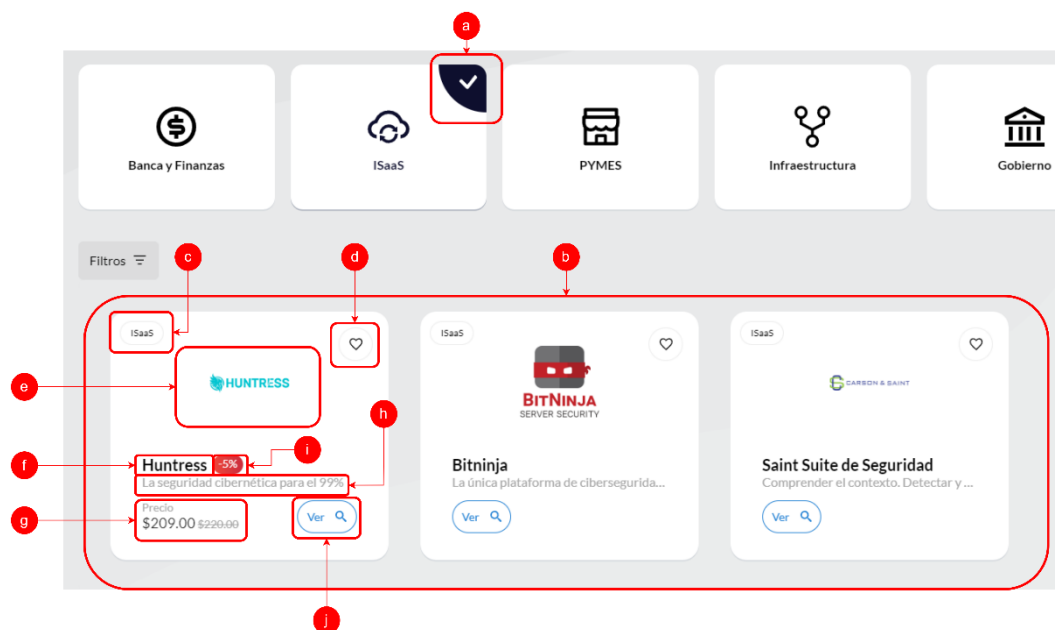 a
Banca y Finanzas
ISaaS
PYMES
Infraestructura
Gobierno
Filtros
c
d
b
ISaaS
ISaaS
ISaaS
e
HUNTRESS
BITNINJA
SERVER SECURITY
CARSON & SAINT
h
i
f
Huntress -5%
La seguridad cibernética para el 99%
Bitninja
La única plataforma de cibersegurida...
Saint Suite de Seguridad
Comprender el contexto. Detectar y ...
g
Precio
$209.00 $220.00
Ver
Ver
Ver
j